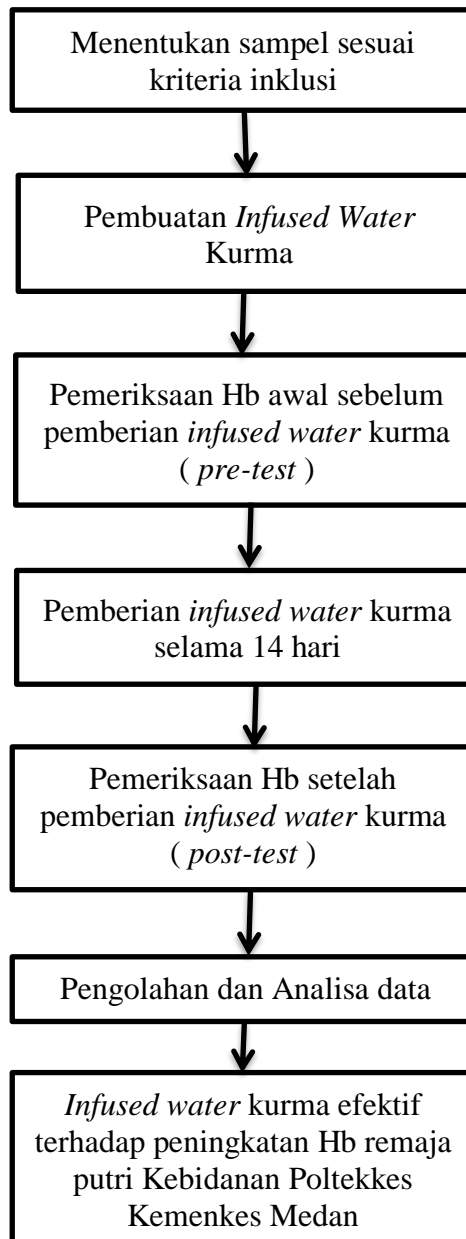 Menentukan sampel sesuai
kriteria inklusi
Pembuatan Infused Water
Kurma
Pemeriksaan Hb awal sebelum
pemberian infused water kurma
( pre-test )
Pemberian infused water kurma
selama 14 hari
Pemeriksaan Hb setelah
pemberian infused water kurma
( post-test )
Pengolahan dan Analisa data
Infused water kurma efektif
terhadap peningkatan Hb remaja
putri Kebidanan Poltekkes
Kemenkes Medan